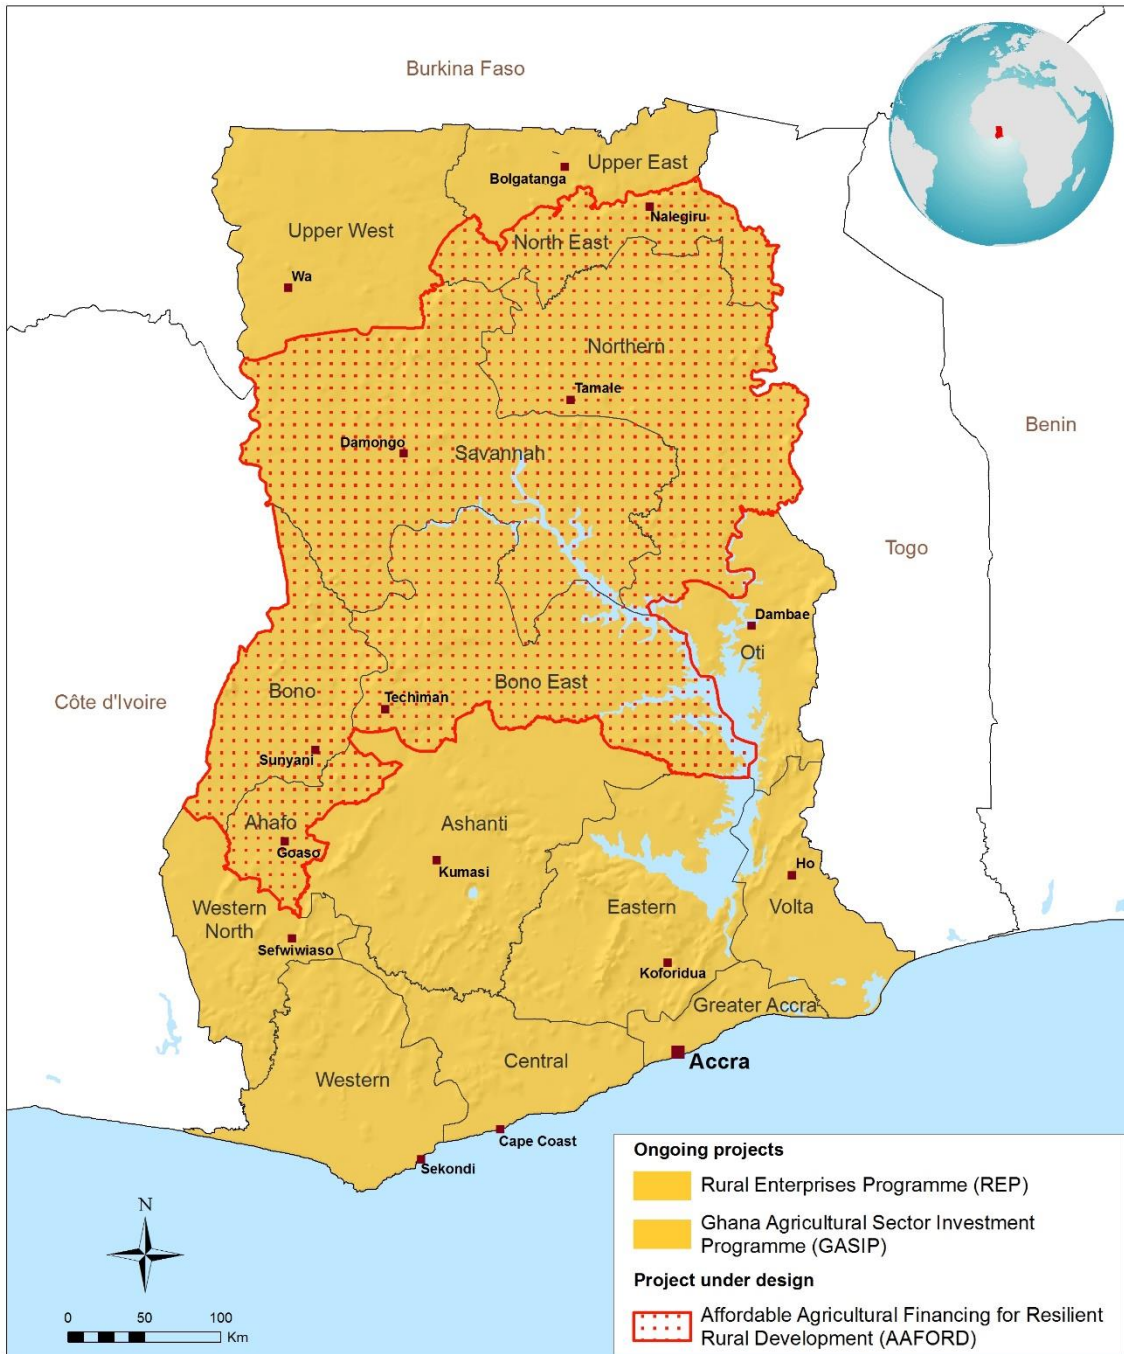 Burkina Faso
Upper East
Bolgatanga
Nalegiru
Upper West
North East
Wa
Northern
Tamale
Damongo
Savannah
Benin
Togo
Dambae
Oti
Côte d'Ivoire
Bono
Techiman
Bono East
Sunyani
Ahafo
Goaso
Ashanti
Kumasi
Ho
Volta
Western
North
Eastern
Sefwiwiaso
Koforidua
Greater Accra
Accra
Central
Western
Cape Coast
Sekondi
N
0 50 100
Km
Ongoing projects
Rural Enterprises Programme (REP)
Ghana Agricultural Sector Investment
Programme (GASIP)
Project under design
Affordable Agricultural Financing for Resilient
Rural Development (AAFORD)